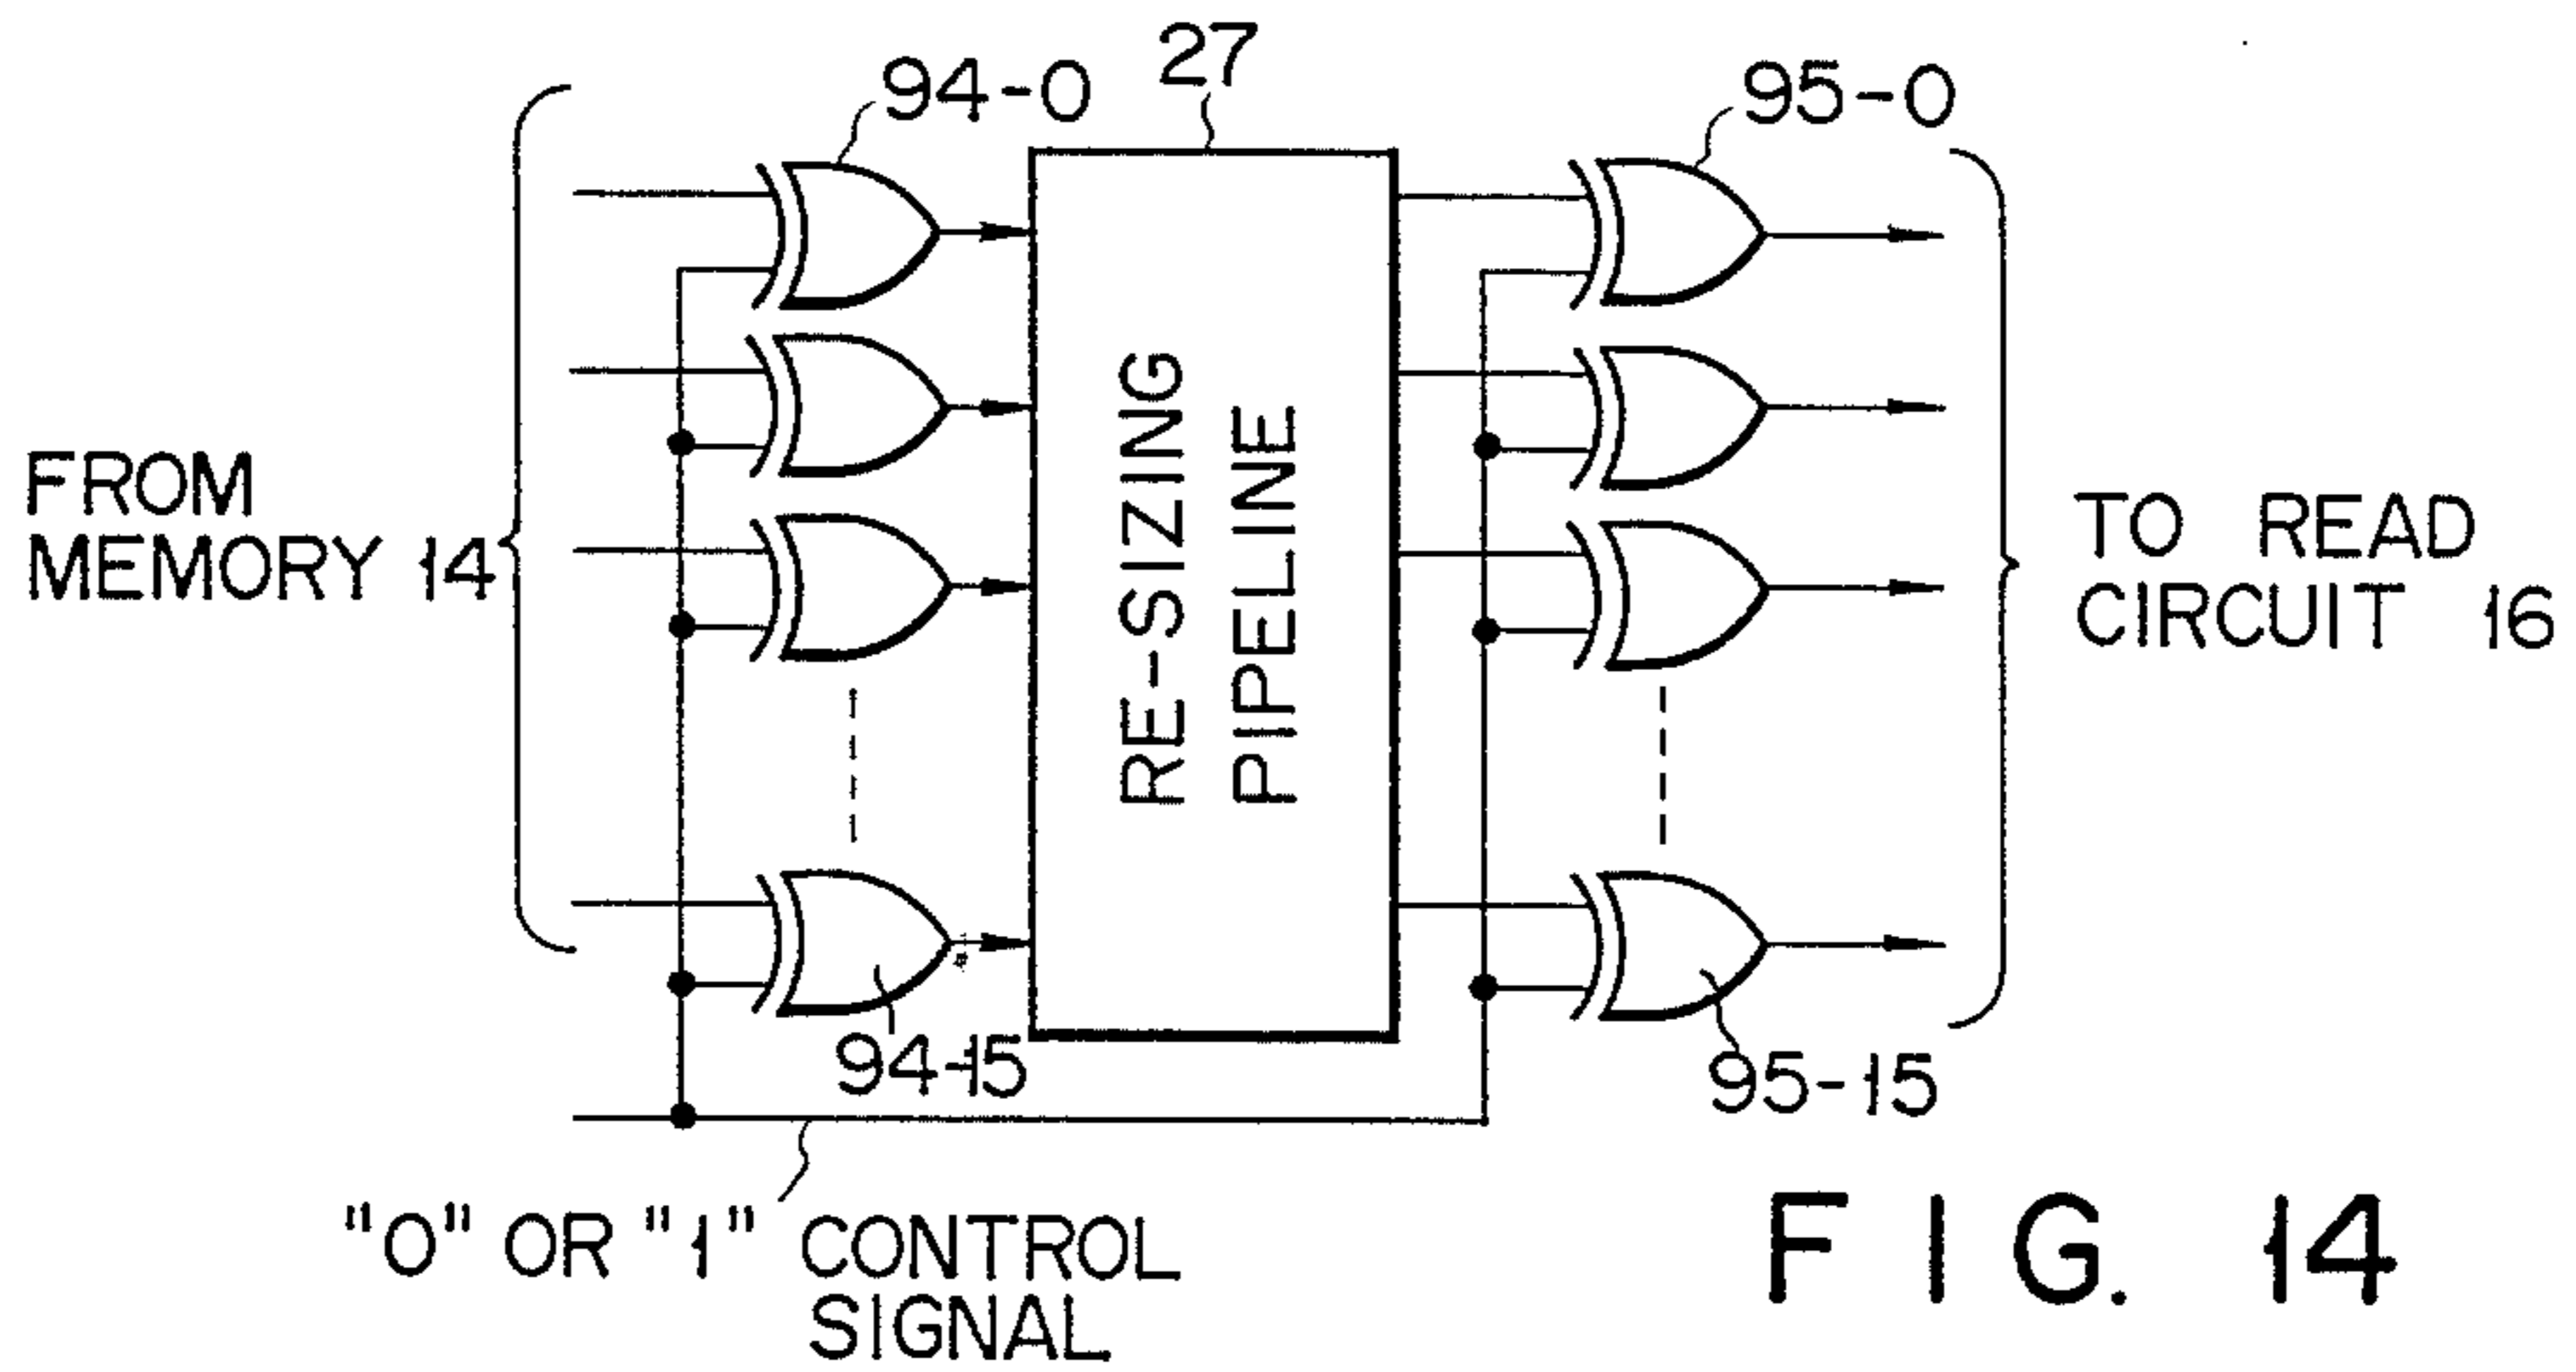 27
94-0
95-0
FROM
MEMORY 14
RE-SIZING
PIPELINE
TO READ
CIRCUIT 16
94-15
95-15
"0" OR "1" CONTROL
SIGNAL
FIG. 14